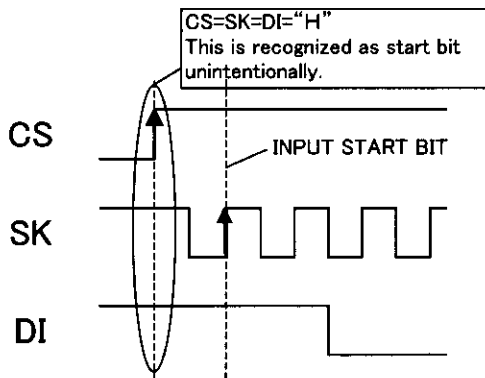 CS=SK=DI=“H”
This is recognized as start bit
unintentionally.
CS
INPUT START BIT
SK
DI